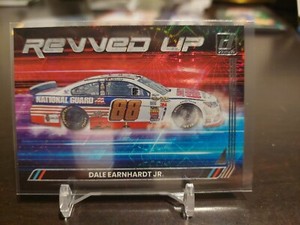 REVVED UP
NATIONAL GUARD
88
DALE EARNHARDT JR.